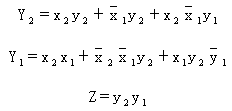 Y₂ = x₂y₂ + x̄₁y₂ + x₂x̄₁y₁
Y₁ = x₂x₁ + x̄₂x̄₁y₂ + x₁y₂ȳ₁
Z = y₂y₁